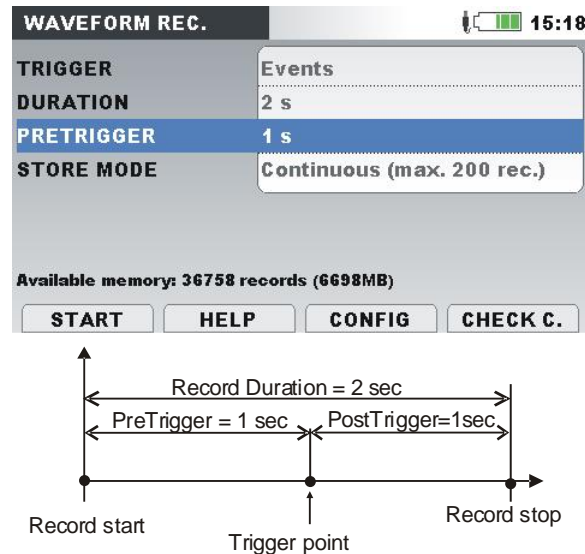 WAVEFORM REC. 15:18
TRIGGER Events
DURATION 2 s
PRETRIGGER 1 s
STORE MODE Continuous (max. 200 rec.)
Available memory: 36758 records (6698MB)
START HELP CONFIG CHECK C.
Record Duration = 2 sec
PreTrigger = 1 sec PostTrigger=1sec
Record start Record stop
Trigger point